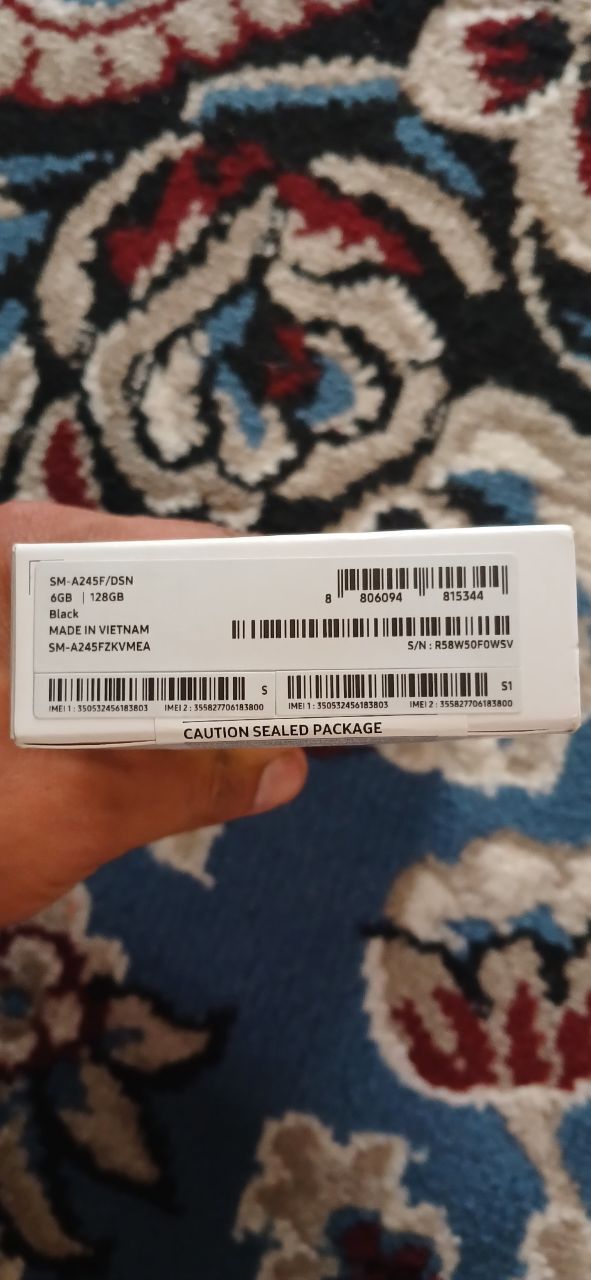 SM-A245F/DSN
6GB | 128GB
Black
MADE IN VIETNAM
SM-A245FZKVMEA
8 806094 815344
S/N : R58W50F0WSV
S
IMEI 1 : 350532456183803 IMEI 2 : 355827706183800
S1
IMEI 1 : 350532456183803 IMEI 2 : 355827706183800
CAUTION SEALED PACKAGE